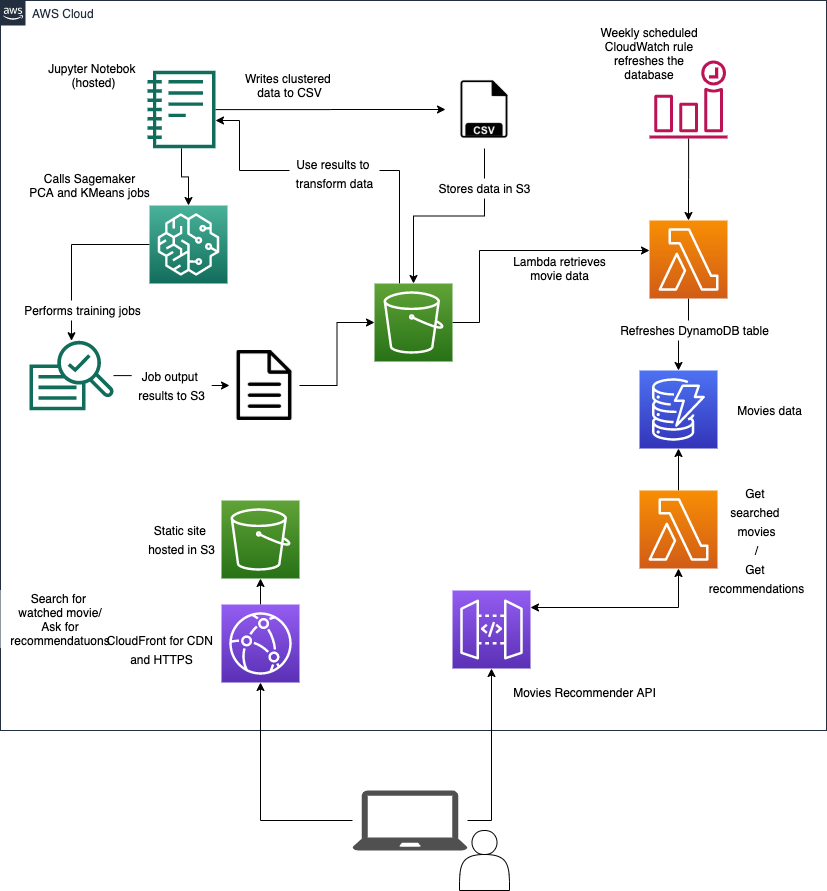 aws
AWS Cloud
Weekly scheduled
CloudWatch rule
refreshes the
database
Jupyter Notebok
(hosted)
Writes clustered
data to CSV
CSV
Calls Sagemaker
PCA and KMeans jobs
Use results to
transform data
Stores data in S3
Lambda retrieves
movie data
Performs training jobs
Refreshes DynamoDB table
Job output
results to S3
Movies data
Static site
hosted in S3
Get
searched
movies
/
Get
recommendations
Search for
watched movie/
Ask for
recommendatuons
CloudFront for CDN
and HTTPS
</>
Movies Recommender API